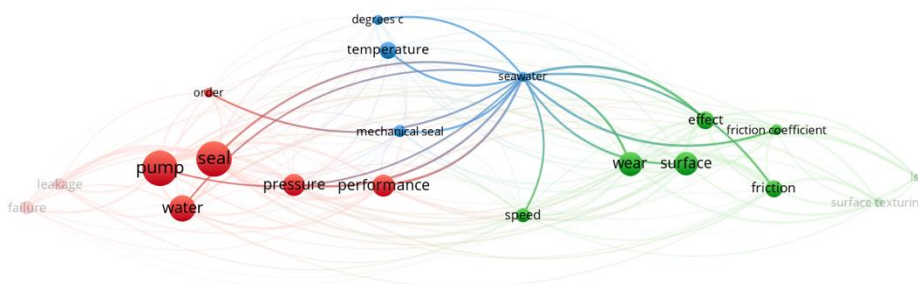 degrees c
temperature
seawater
order
effect
friction coefficient
mechanical seal
seal
pump
wear
surface
leakage
pressure
performance
friction
failure
water
speed
surface texturing